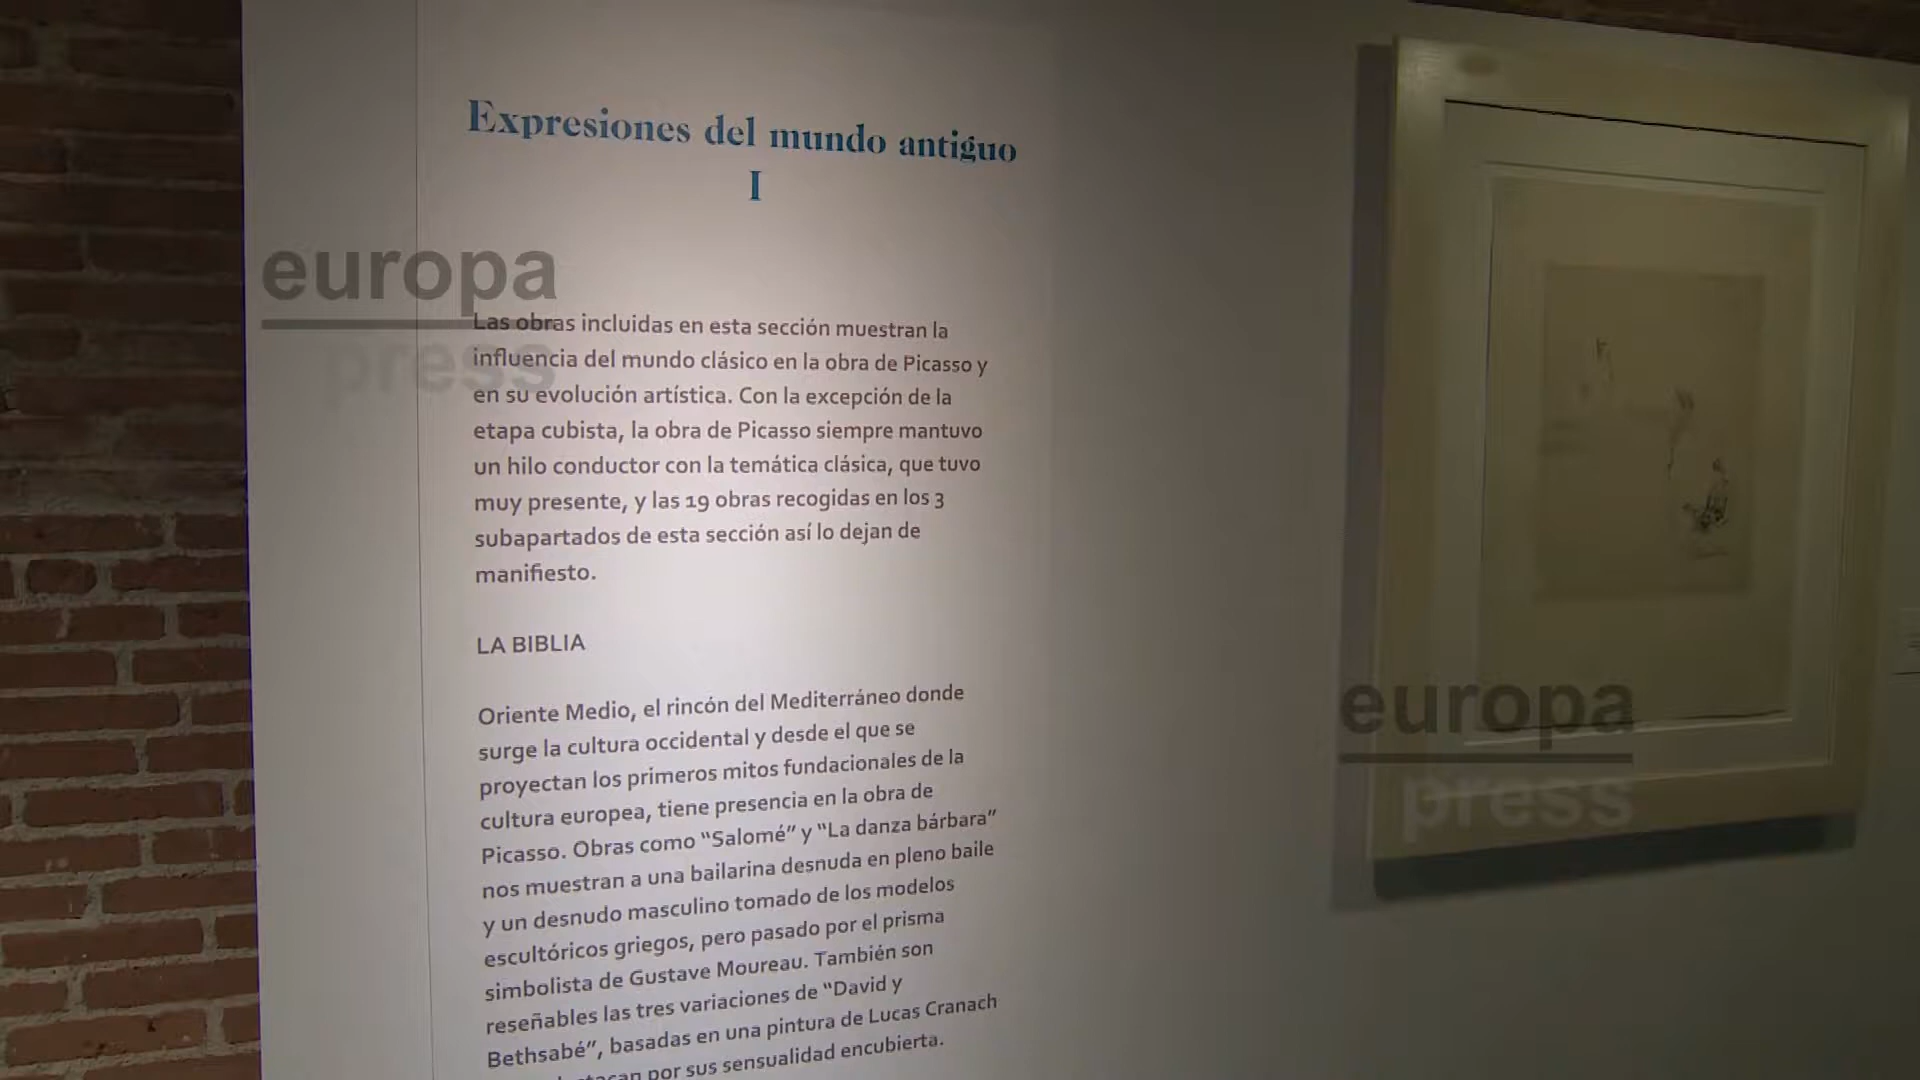 Expresiones del mundo antiguo
I
europa
press
Las obras incluidas en esta sección muestran la
influencia del mundo clásico en la obra de Picasso y
en su evolución artística. Con la excepción de la
etapa cubista, la obra de Picasso siempre mantuvo
un hilo conductor con la temática clásica, que tuvo
muy presente, y las 19 obras recogidas en los 3
subapartados de esta sección así lo dejan de
manifiesto.
LA BIBLIA
Oriente Medio, el rincón del Mediterráneo donde
surge la cultura occidental y desde el que se
proyectan los primeros mitos fundacionales de la
cultura europea, tiene presencia en la obra de
Picasso. Obras como “Salomé” y “La danza bárbara”
nos muestran a una bailarina desnuda en pleno baile
y un desnudo masculino tomado de los modelos
escultóricos griegos, pero pasado por el prisma
simbolista de Gustave Moureau. También son
reseñables las tres variaciones de “David y
Bethsabé”, basadas en una pintura de Lucas Cranach
por sus sensualidad encubierta.
europa
press